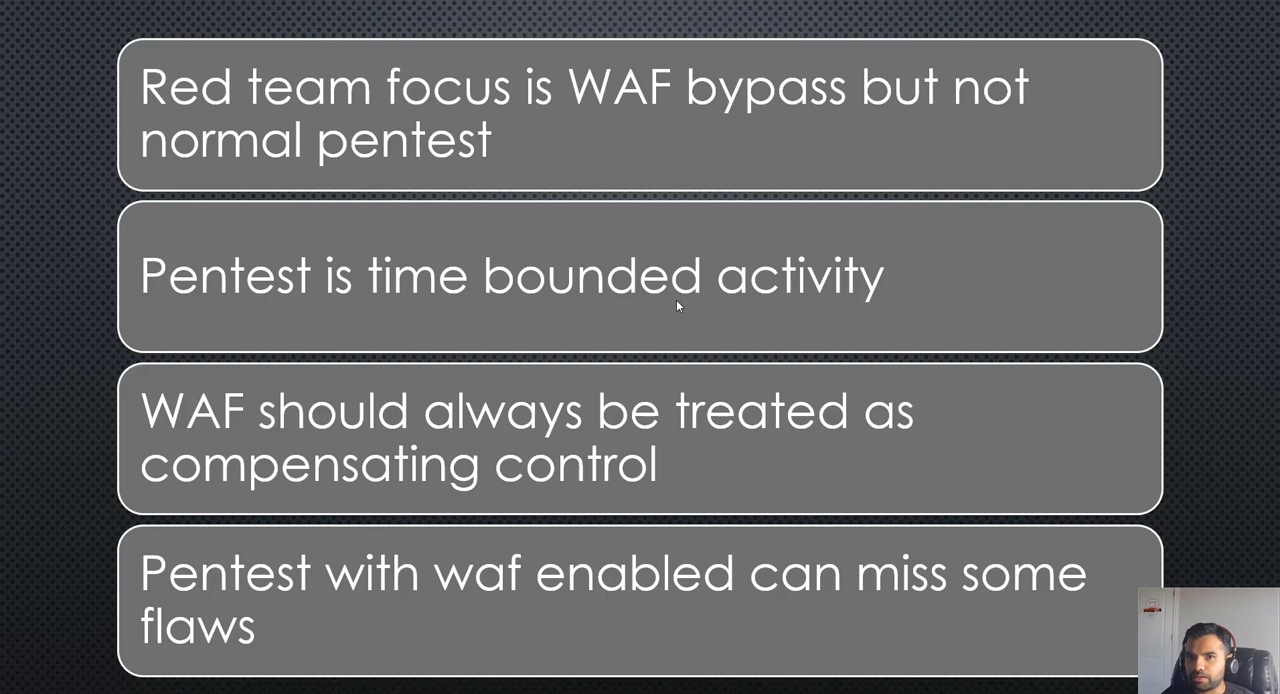 Red team focus is WAF bypass but not
normal pentest
Pentest is time bounded activity
WAF should always be treated as
compensating control
Pentest with waf enabled can miss some
flaws